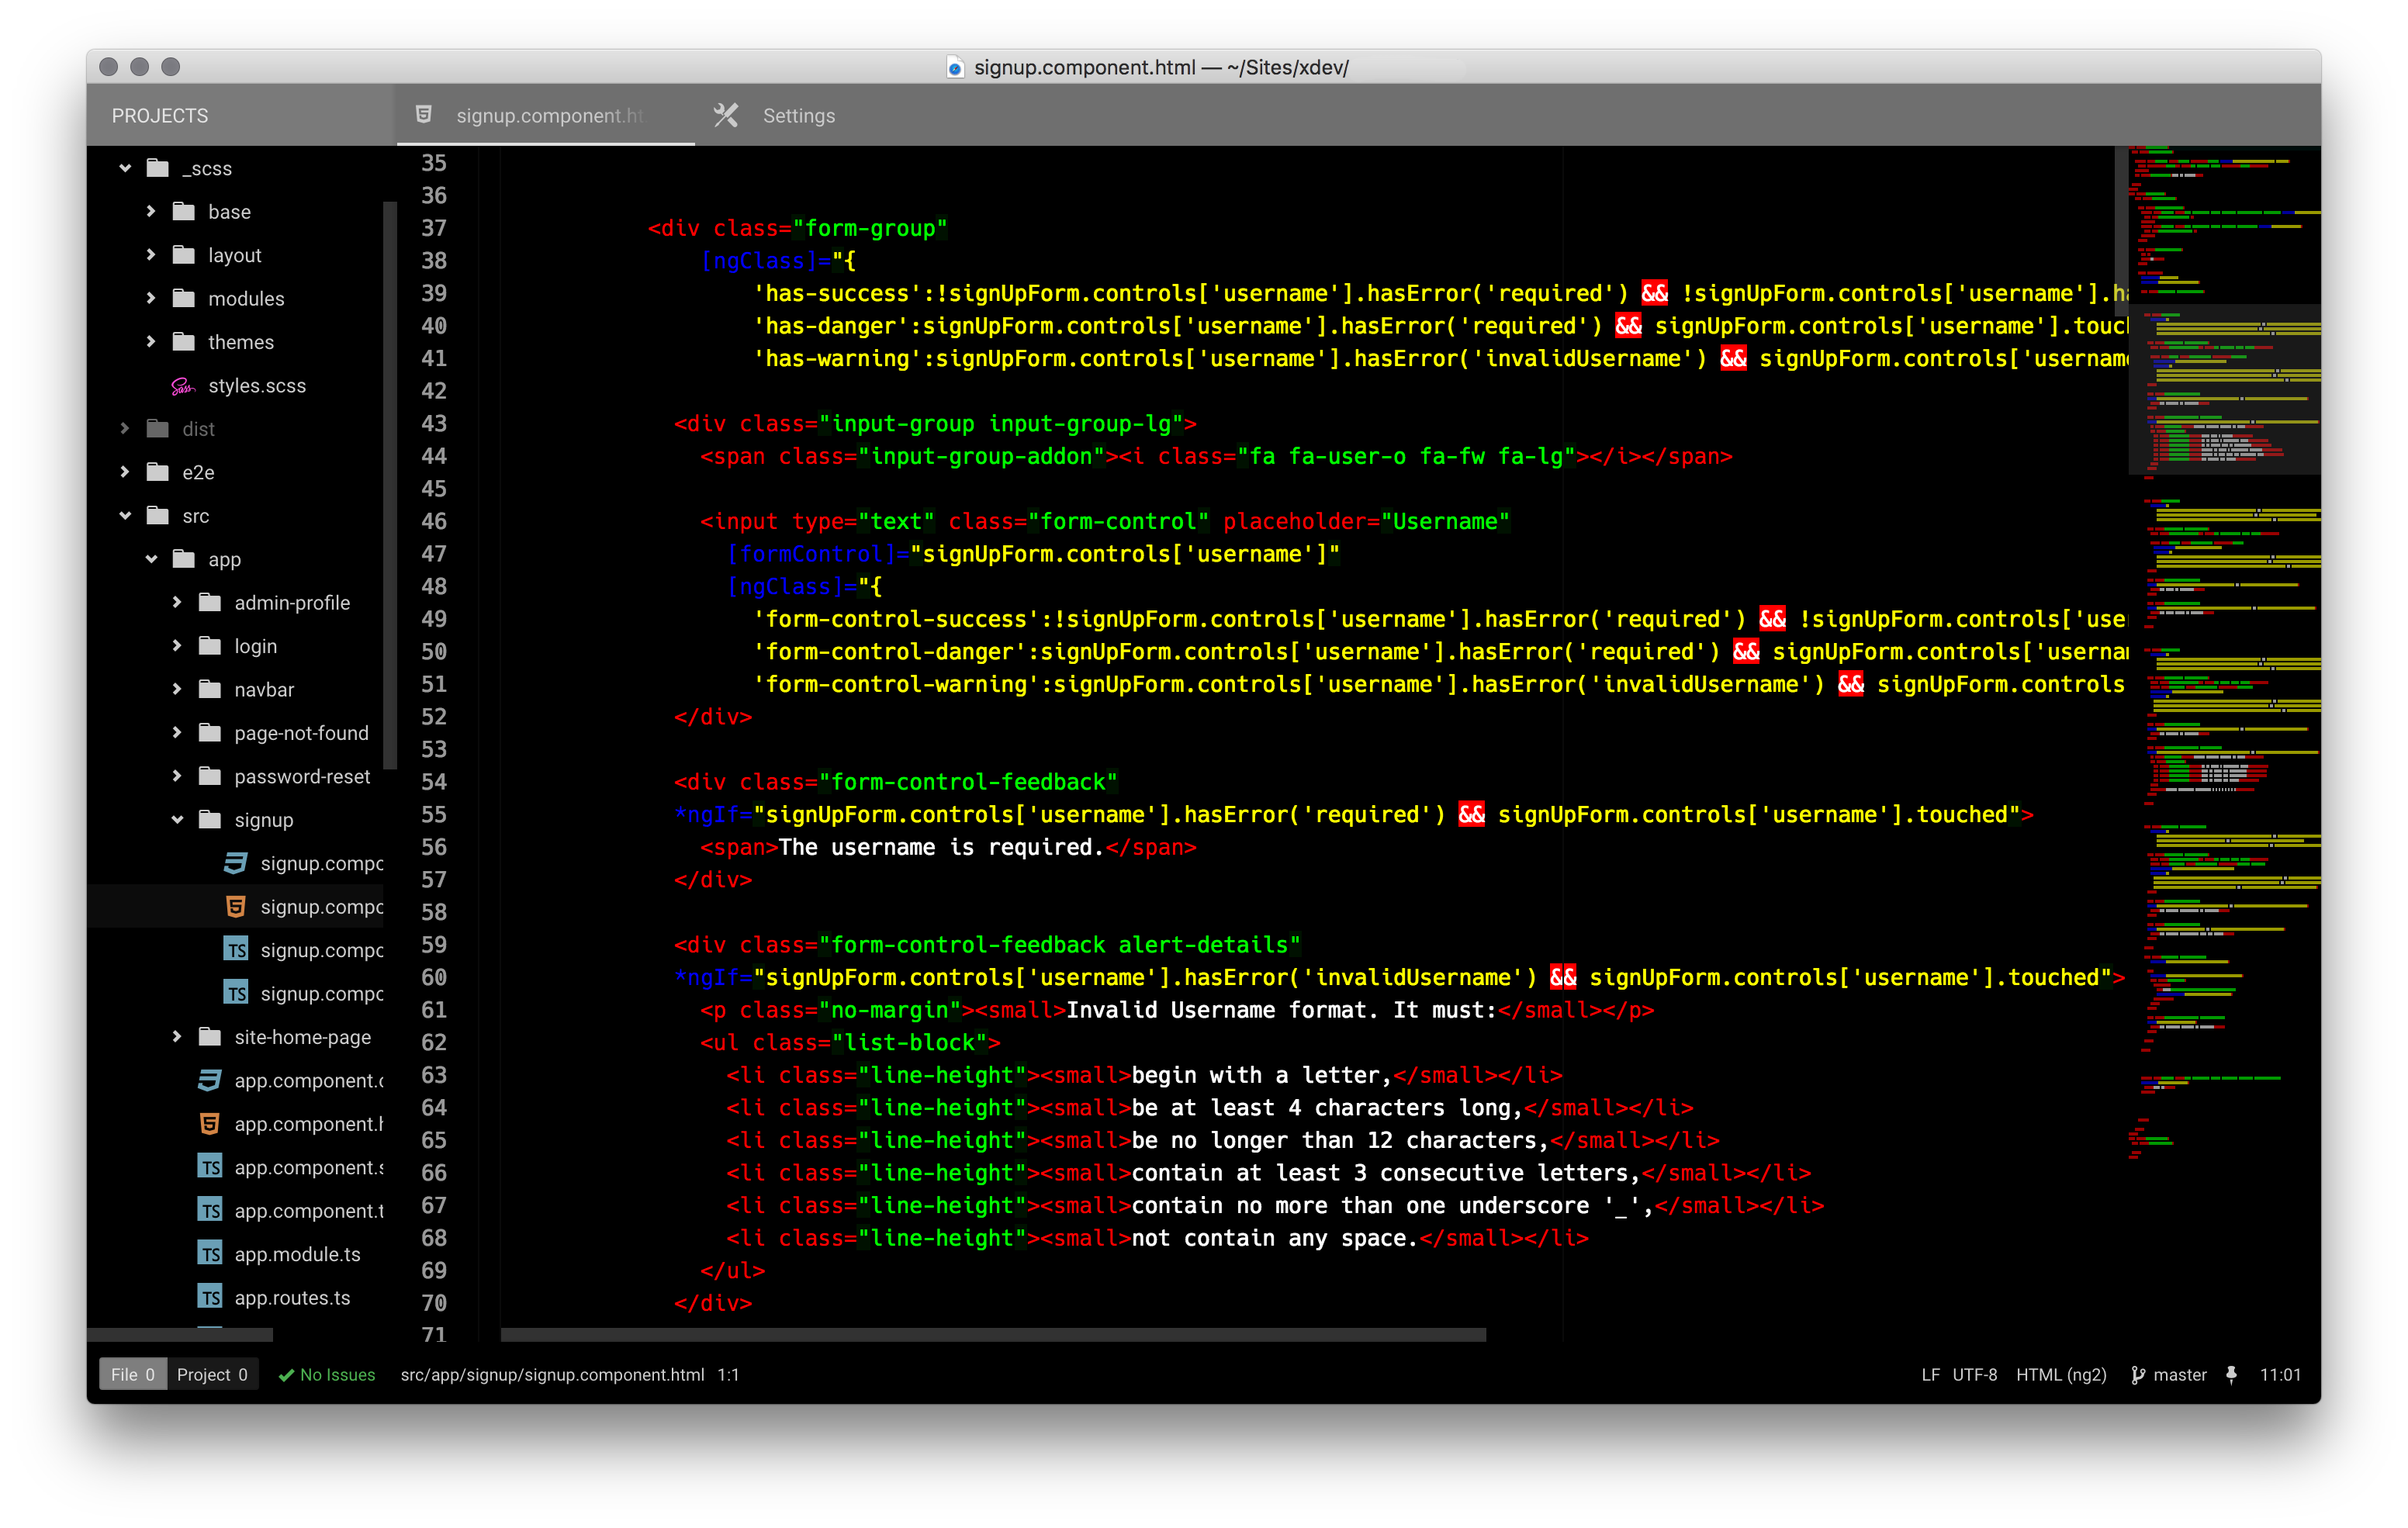 signup.component.html — ~/Sites/xdev/
PROJECTS
signup.component.ht
Settings
_scss
base
layout
modules
themes
styles.scss
dist
e2e
src
app
admin-profile
login
navbar
page-not-found
password-reset
signup
signup.compo
signup.compo
signup.compo
signup.compo
site-home-page
app.component.c
app.component.h
app.component.s
app.component.t
app.module.ts
app.routes.ts
35
36
37 <div class="form-group"
38 [ngClass]="{
39 'has-success':!signUpForm.controls['username'].hasError('required') && !signUpForm.controls['username'].ha
40 'has-danger':signUpForm.controls['username'].hasError('required') && signUpForm.controls['username'].touch
41 'has-warning':signUpForm.controls['username'].hasError('invalidUsername') && signUpForm.controls['username
42
43 <div class="input-group input-group-lg">
44 <span class="input-group-addon"><i class="fa fa-user-o fa-fw fa-lg"></i></span>
45
46 <input type="text" class="form-control" placeholder="Username"
47 [formControl]="signUpForm.controls['username']"
48 [ngClass]="{
49 'form-control-success':!signUpForm.controls['username'].hasError('required') && !signUpForm.controls['user
50 'form-control-danger':signUpForm.controls['username'].hasError('required') && signUpForm.controls['usernam
51 'form-control-warning':signUpForm.controls['username'].hasError('invalidUsername') && signUpForm.controls
52 </div>
53
54 <div class="form-control-feedback"
55 *ngIf="signUpForm.controls['username'].hasError('required') && signUpForm.controls['username'].touched">
56 <span>The username is required.</span>
57 </div>
58
59 <div class="form-control-feedback alert-details"
60 *ngIf="signUpForm.controls['username'].hasError('invalidUsername') && signUpForm.controls['username'].touched">
61 <p class="no-margin"><small>Invalid Username format. It must:</small></p>
62 <ul class="list-block">
63 <li class="line-height"><small>begin with a letter,</small></li>
64 <li class="line-height"><small>be at least 4 characters long,</small></li>
65 <li class="line-height"><small>be no longer than 12 characters,</small></li>
66 <li class="line-height"><small>contain at least 3 consecutive letters,</small></li>
67 <li class="line-height"><small>contain no more than one underscore '_',</small></li>
68 <li class="line-height"><small>not contain any space.</small></li>
69 </ul>
70 </div>
71
File 0 Project 0 No Issues src/app/signup/signup.component.html 1:1 LF UTF-8 HTML (ng2) master 11:01